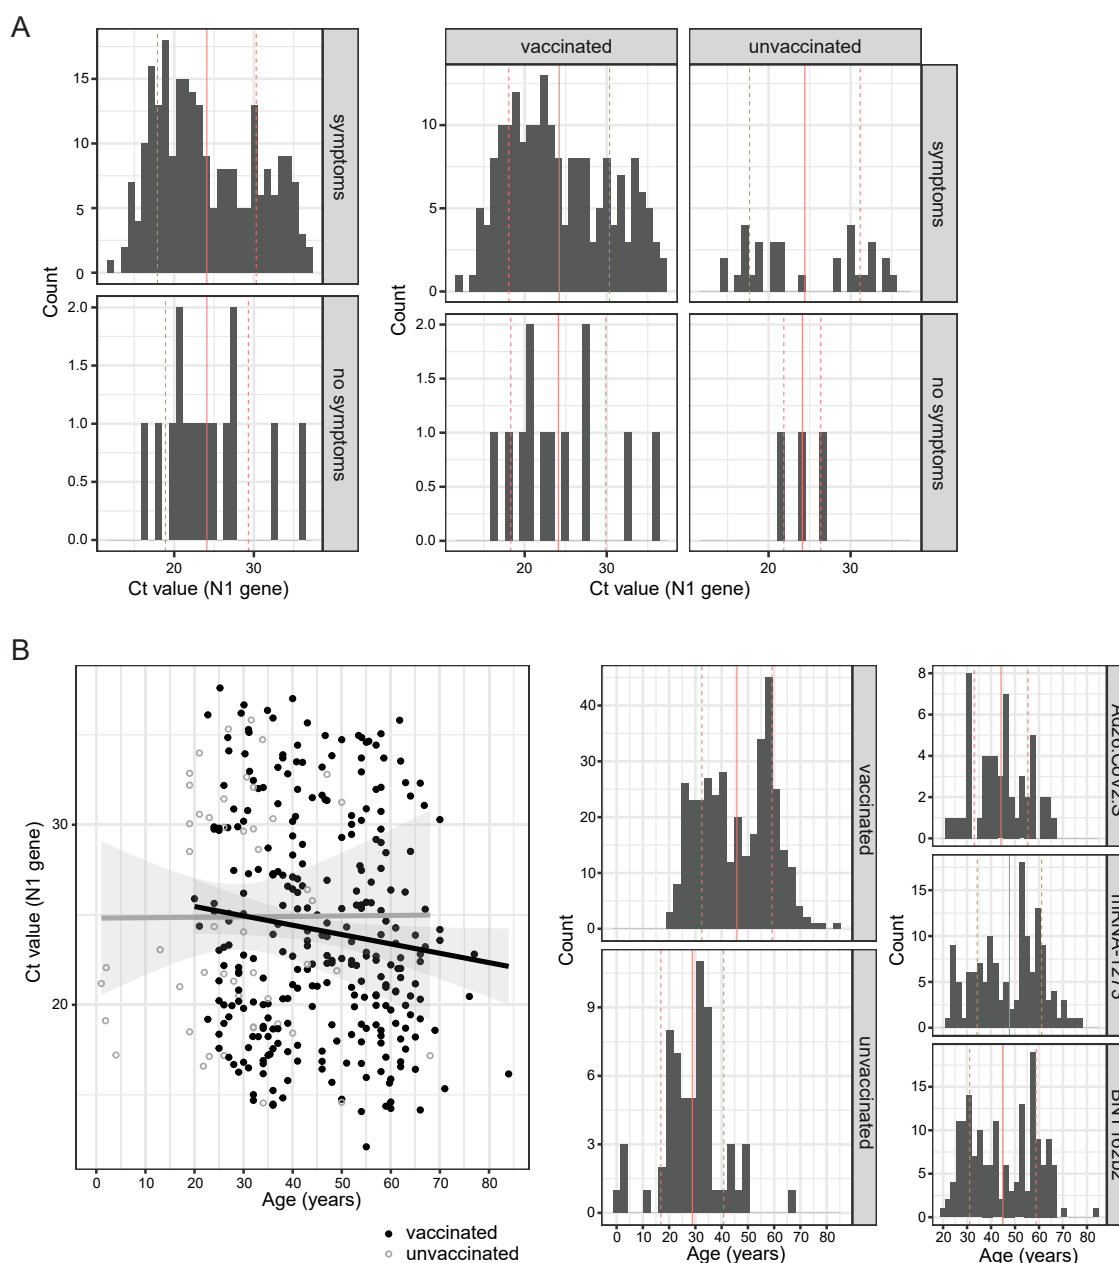 A
vaccinated
unvaccinated
symptoms
symptoms
no symptoms
no symptoms
Count
Count
15
10
5
0
2.0
1.5
1.0
0.5
0.0
20
30
Ct value (N1 gene)
10
5
0
2.0
1.5
1.0
0.5
0.0
20
30
20
30
Ct value (N1 gene)
B
Ct value (N1 gene)
30
20
0
10
20
30
40
50
60
70
80
Age (years)
vaccinated
unvaccinated
Count
40
30
20
10
0
vaccinated
9
6
3
0
unvaccinated
0 10 20 30 40 50 60 70 80
Age (years)
Count
8
6
4
2
0
Ad26.CoV2.S
15
10
5
0
mRNA-1273
15
10
5
0
BNT162b2
20 30 40 50 60 70 80
Age (years)